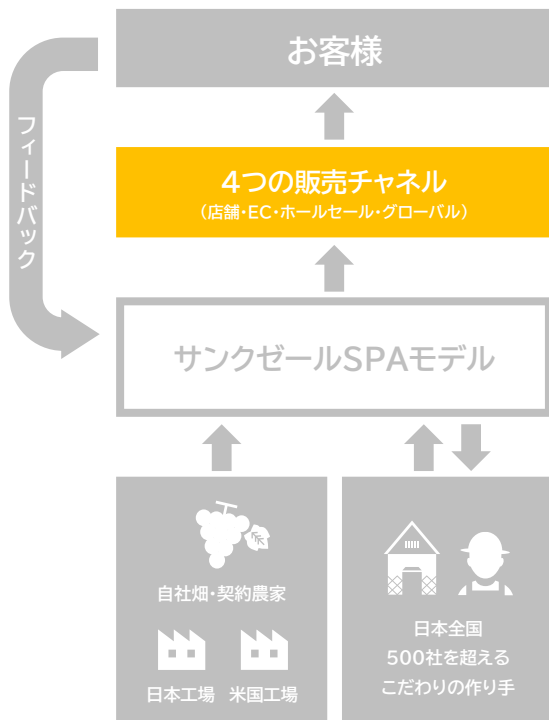 お客様
フィードバック
4つの販売チャネル
(店舗・EC・ホールセール・グローバル)
サンクゼールSPAモデル
自社畑・契約農家
日本工場 米国工場
日本全国
500社を超える
こだわりの作り手